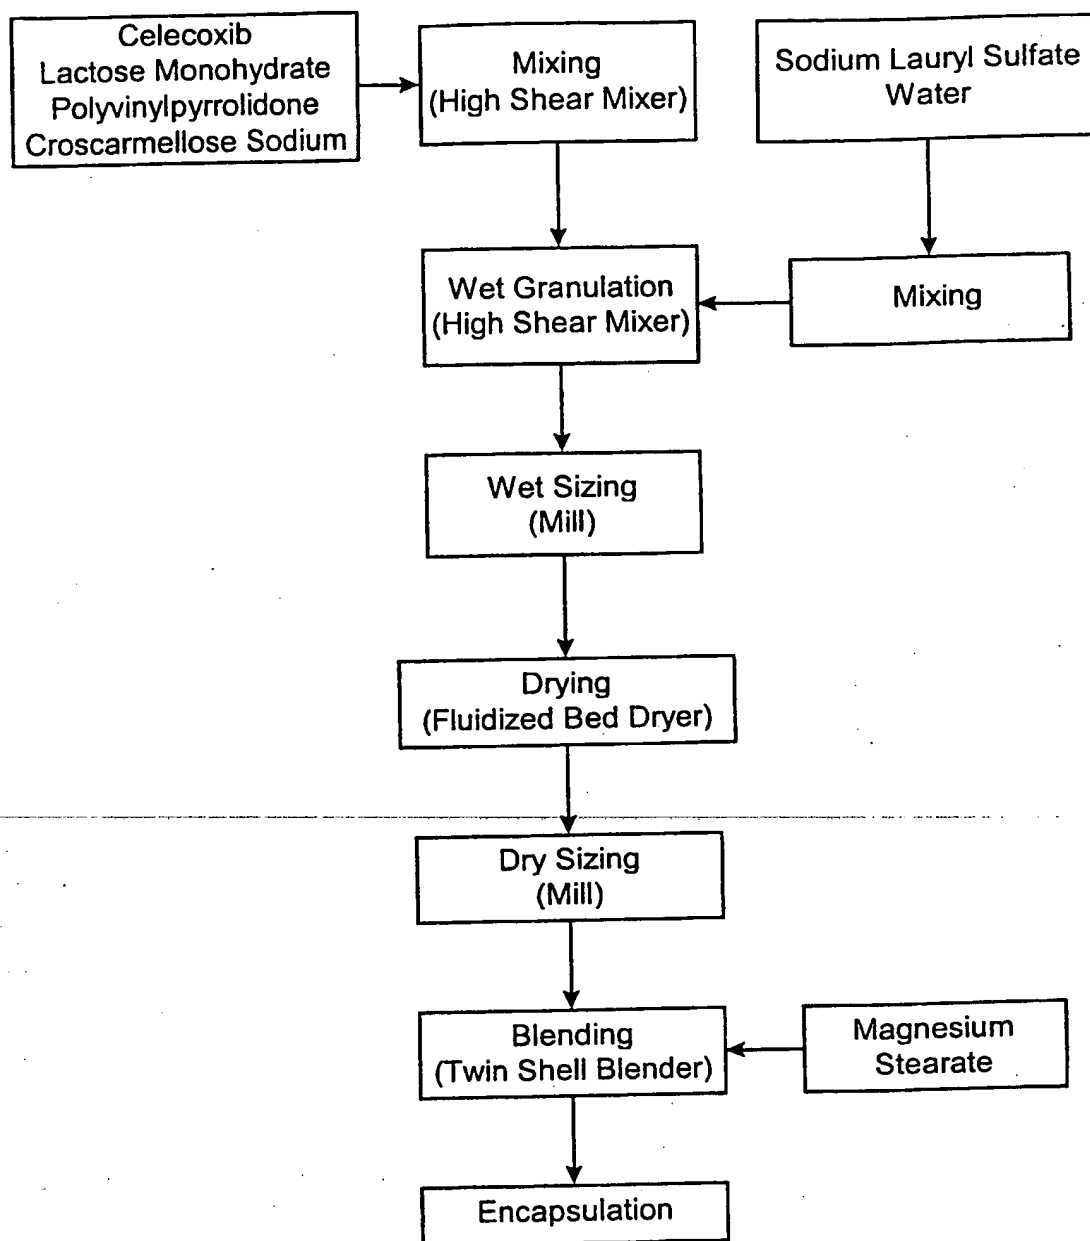 Celecoxib
Lactose Monohydrate
Polyvinylpyrrolidone
Croscarmellose Sodium
Mixing
(High Shear Mixer)
Sodium Lauryl Sulfate
Water
Wet Granulation
(High Shear Mixer)
Mixing
Wet Sizing
(Mill)
Drying
(Fluidized Bed Dryer)
Dry Sizing
(Mill)
Blending
(Twin Shell Blender)
Magnesium
Stearate
Encapsulation